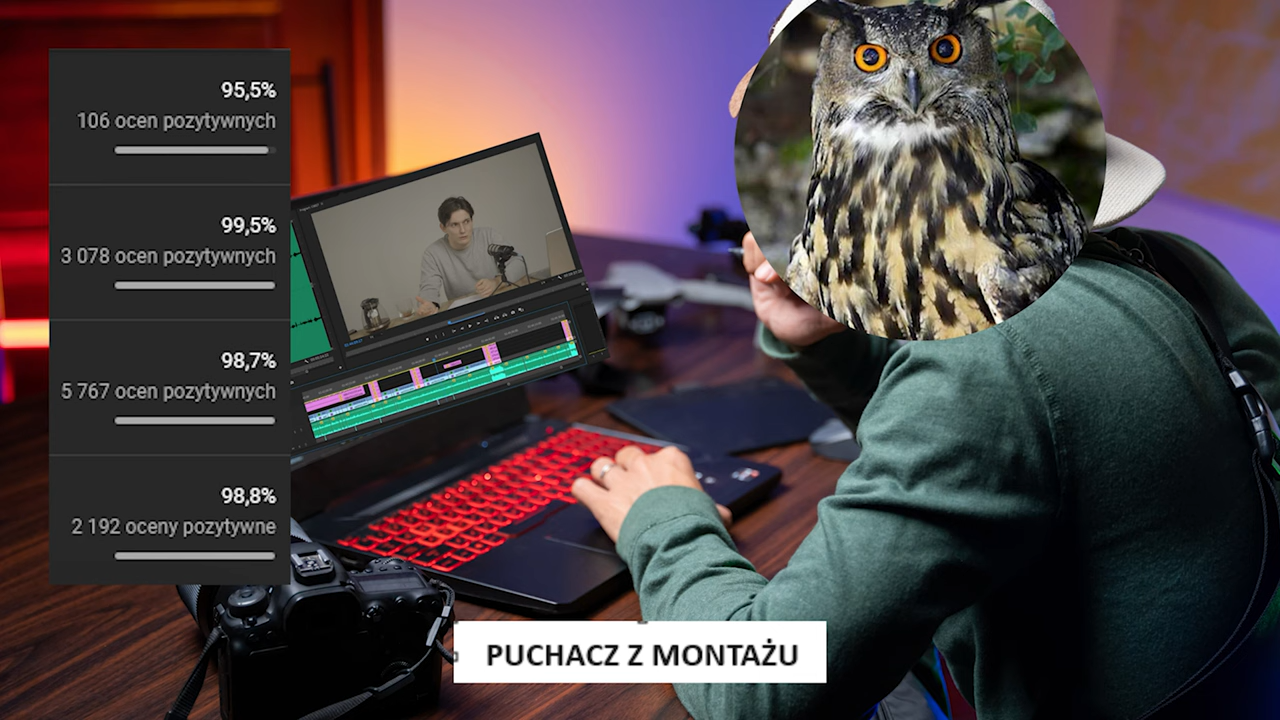 95,5%
106 ocen pozytywnych
99,5%
3 078 ocen pozytywnych
98,7%
5 767 ocen pozytywnych
98,8%
2 192 oceny pozytywne
PUCHACZ Z MONTAŻU